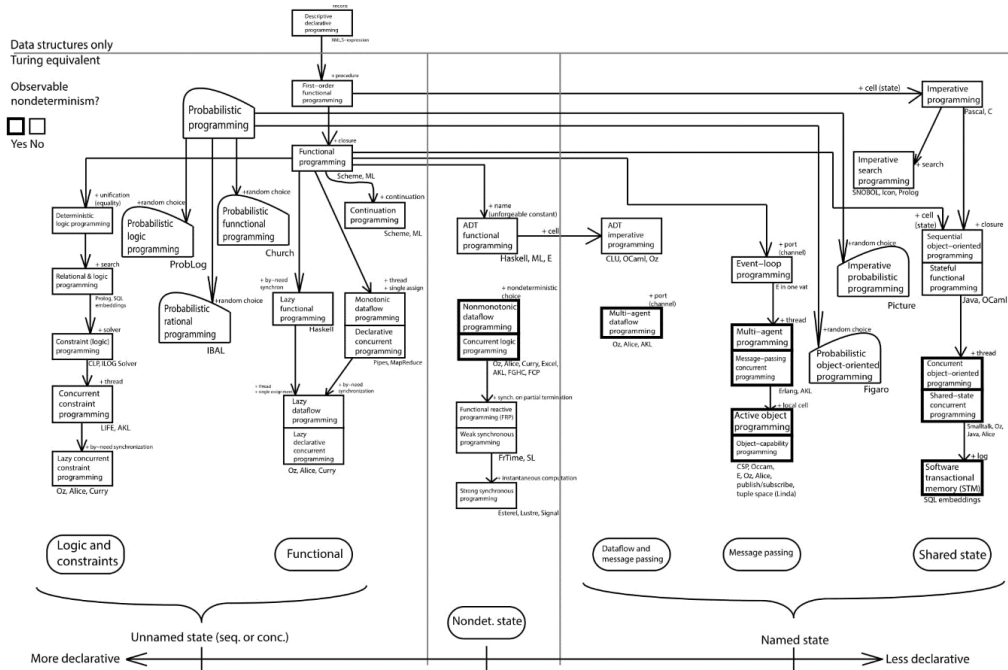 + record
Descriptive
declarative
programming
XML, S-expression
Data structures only
Turing equivalent
Observable
nondeterminism?
Yes No
+ procedure
First-order
functional
programming
+ cell (state)
Imperative
programming
Pascal, C
+ search
Imperative
search
programming
SNOBOL, Icon, Prolog
Probabilistic
programming
+ closure
Functional
programming
Scheme, ML
+ continuation
Continuation
programming
Scheme, ML
+ unification
(equality)
Deterministic
logic programming
+ search
Relational & logic
programming
Prolog, SQL
embeddings
+ solver
Constraint (logic)
programming
CLP, ILOG Solver
+ thread
Concurrent
constraint
programming
LIFE, AKL
+ by-need synchronization
Lazy concurrent
constraint
programming
Oz, Alice, Curry
+random choice
Probabilistic
logic
programming
ProbLog
+random choice
Probabilistic
funnctional
programming
Church
+random choice
Probabilistic
rational
programming
IBAL
+ by-need
synchron
Lazy
functional
programming
Haskell
+ thread
+ single assign
Monotonic
dataflow
programming
Declarative
concurrent
programming
Pipes, MapReduce
+ thread
+ single assignment
+ by-need
synchronization
Lazy
dataflow
programming
Lazy
declarative
concurrent
programming
Oz, Alice, Curry
+ name
(unforgeable constant)
ADT
functional
programming
Haskell, ML, E
+ cell
ADT
imperative
programming
CLU, OCaml, Oz
+ nondeterministic
choice
Nonmonotonic
dataflow
programming
Concurrent logic
programming
Oz, Alice, Curry, Excel,
AKL, FGHC, FCP
+ synch. on partial termination
Functional reactive
programming (FRP)
Weak synchronous
programming
FrTime, SL
+ Instantaneous computation
Strong synchronous
programming
Esterel, Lustre, Signal
+ port
(channel)
Multi-agent
dataflow
programming
Oz, Alice, AKL
+ port
(channel)
Event-loop
programming
E in one vat
+ thread
Multi-agent
programming
Message-passing
concurrent
programming
Erlang, AKL
+ local cell
Active object
programming
Object-capability
programming
CSP, Occam,
E, Oz, Alice,
publish/subscribe,
tuple space (Linda)
+random choice
Imperative
probabilistic
programming
Picture
+random choice
Probabilistic
object-oriented
programming
Figaro
+ cell
(state)
+ closure
Sequential
object-oriented
programming
Stateful
functional
programming
Java, OCaml
+ thread
Concurrent
object-oriented
programming
Shared-state
concurrent
programming
Smalltalk, Oz,
Java, Alice
+ log
Software
transactional
memory (STM)
SQL embeddings
Logic and
constraints
Functional
Dataflow and
message passing
Message passing
Shared state
Unnamed state (seq. or conc.)
Nondet. state
Named state
More declarative
Less declarative